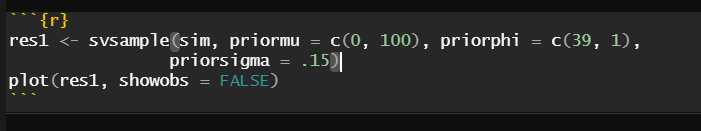 ```{r}
res1 <- svsample(sim, priormu = c(0, 100), priorphi = c(39, 1),
                 priorsigma = .15)
plot(res1, showobs = FALSE)
```